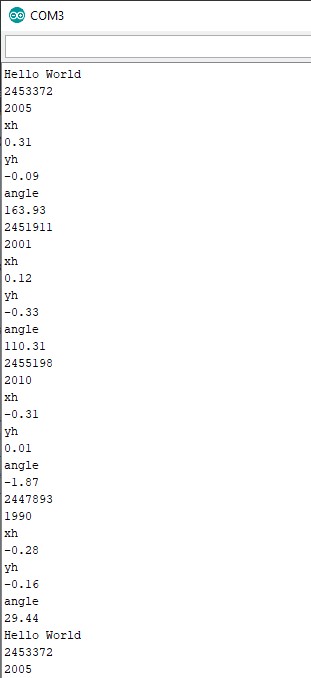 COM3
Hello World
2453372
2005
xh
0.31
yh
-0.09
angle
163.93
2451911
2001
xh
0.12
yh
-0.33
angle
110.31
2455198
2010
xh
-0.31
yh
0.01
angle
-1.87
2447893
1990
xh
-0.28
yh
-0.16
angle
29.44
Hello World
2453372
2005